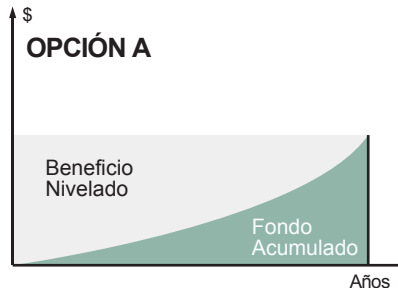 $
OPCIÓN A
Beneficio
Nivelado
Fondo
Acumulado
Años